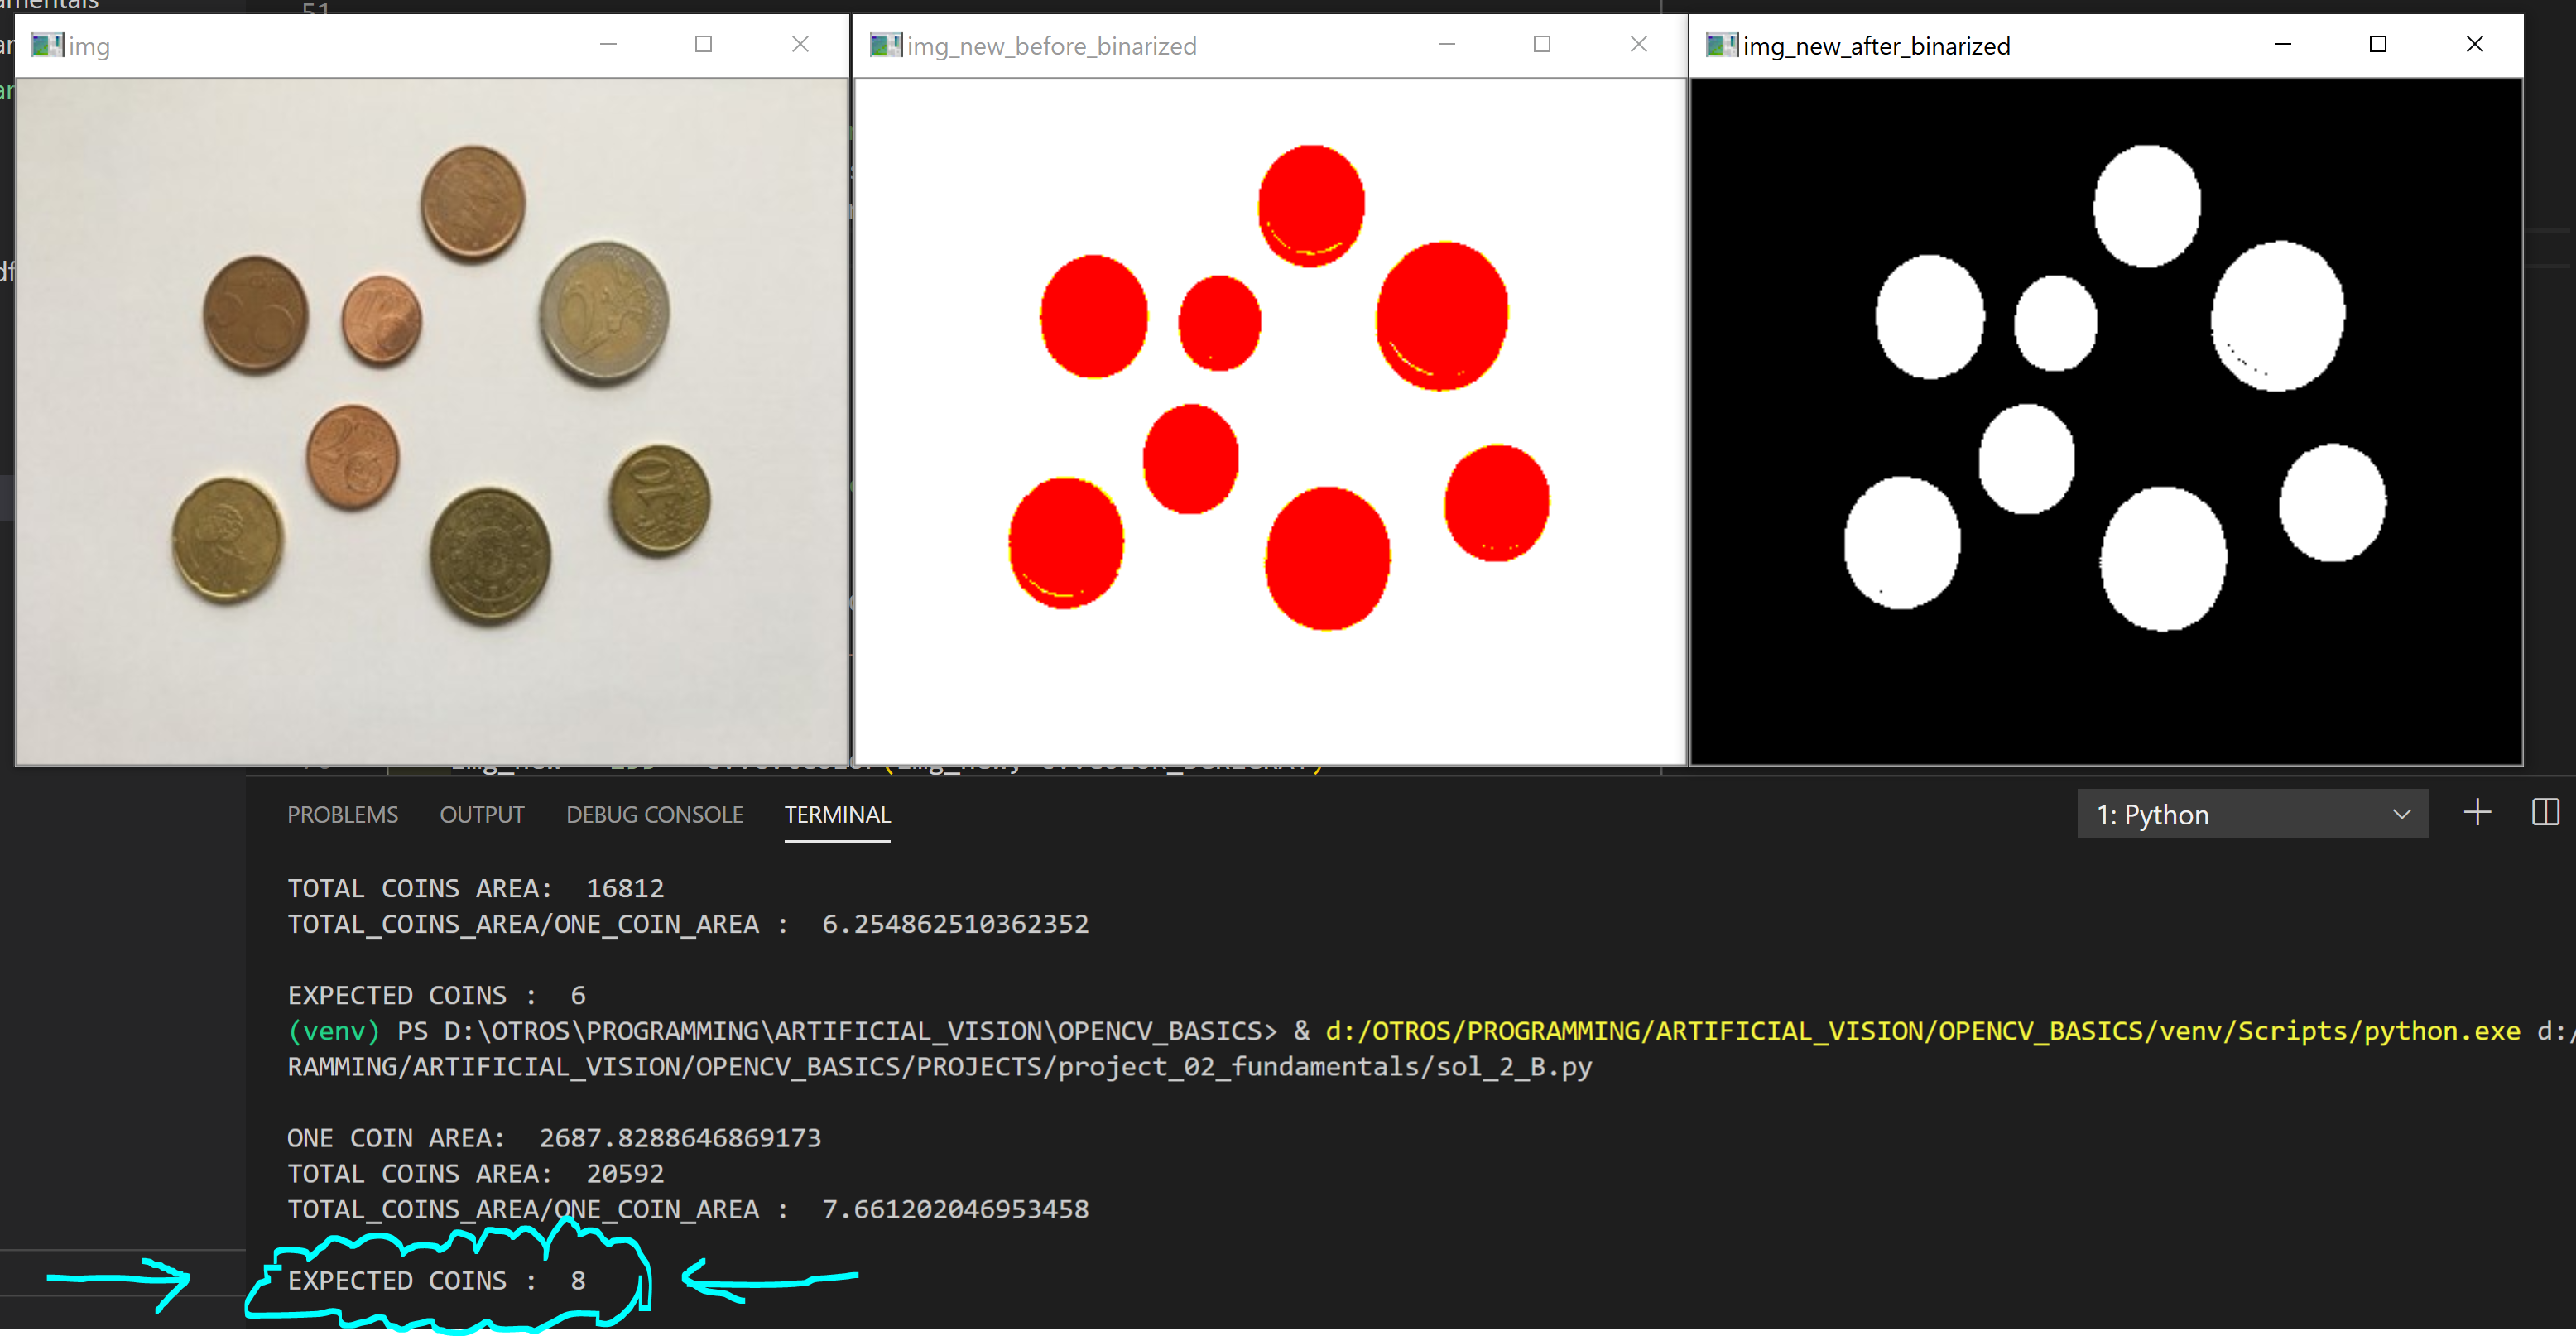 amentals
51
img
img_new_before_binarized
img_new_after_binarized
PROBLEMS OUTPUT DEBUG CONSOLE TERMINAL
1: Python
TOTAL COINS AREA:  16812
TOTAL_COINS_AREA/ONE_COIN_AREA :  6.254862510362352
EXPECTED COINS :  6
(venv) PS D:\OTROS\PROGRAMMING\ARTIFICIAL_VISION\OPENCV_BASICS> & d:/OTROS/PROGRAMMING/ARTIFICIAL_VISION/OPENCV_BASICS/venv/Scripts/python.exe d:/
RAMMING/ARTIFICIAL_VISION/OPENCV_BASICS/PROJECTS/project_02_fundamentals/sol_2_B.py
ONE COIN AREA:  2687.8288646869173
TOTAL COINS AREA:  20592
TOTAL_COINS_AREA/ONE_COIN_AREA :  7.661202046953458
EXPECTED COINS :  8